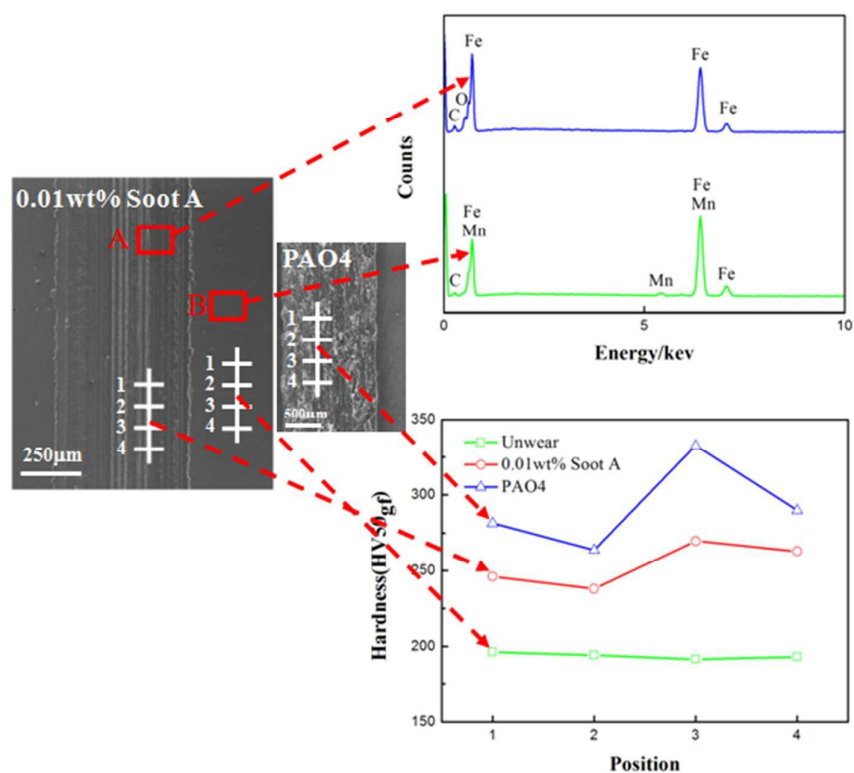 Fe
O
C
Fe
Fe
Counts
Fe
Mn
C
Fe
Mn
Mn
Fe
0
5
10
Energy/kev
0.01wt% Soot A
A
B
1
2
3
4
1
2
3
4
250μm
PAO4
1
2
3
4
500μm
350
300
250
200
150
Hardness(HV50gf)
Unwear
0.01wt% Soot A
PAO4
1
2
3
4
Position